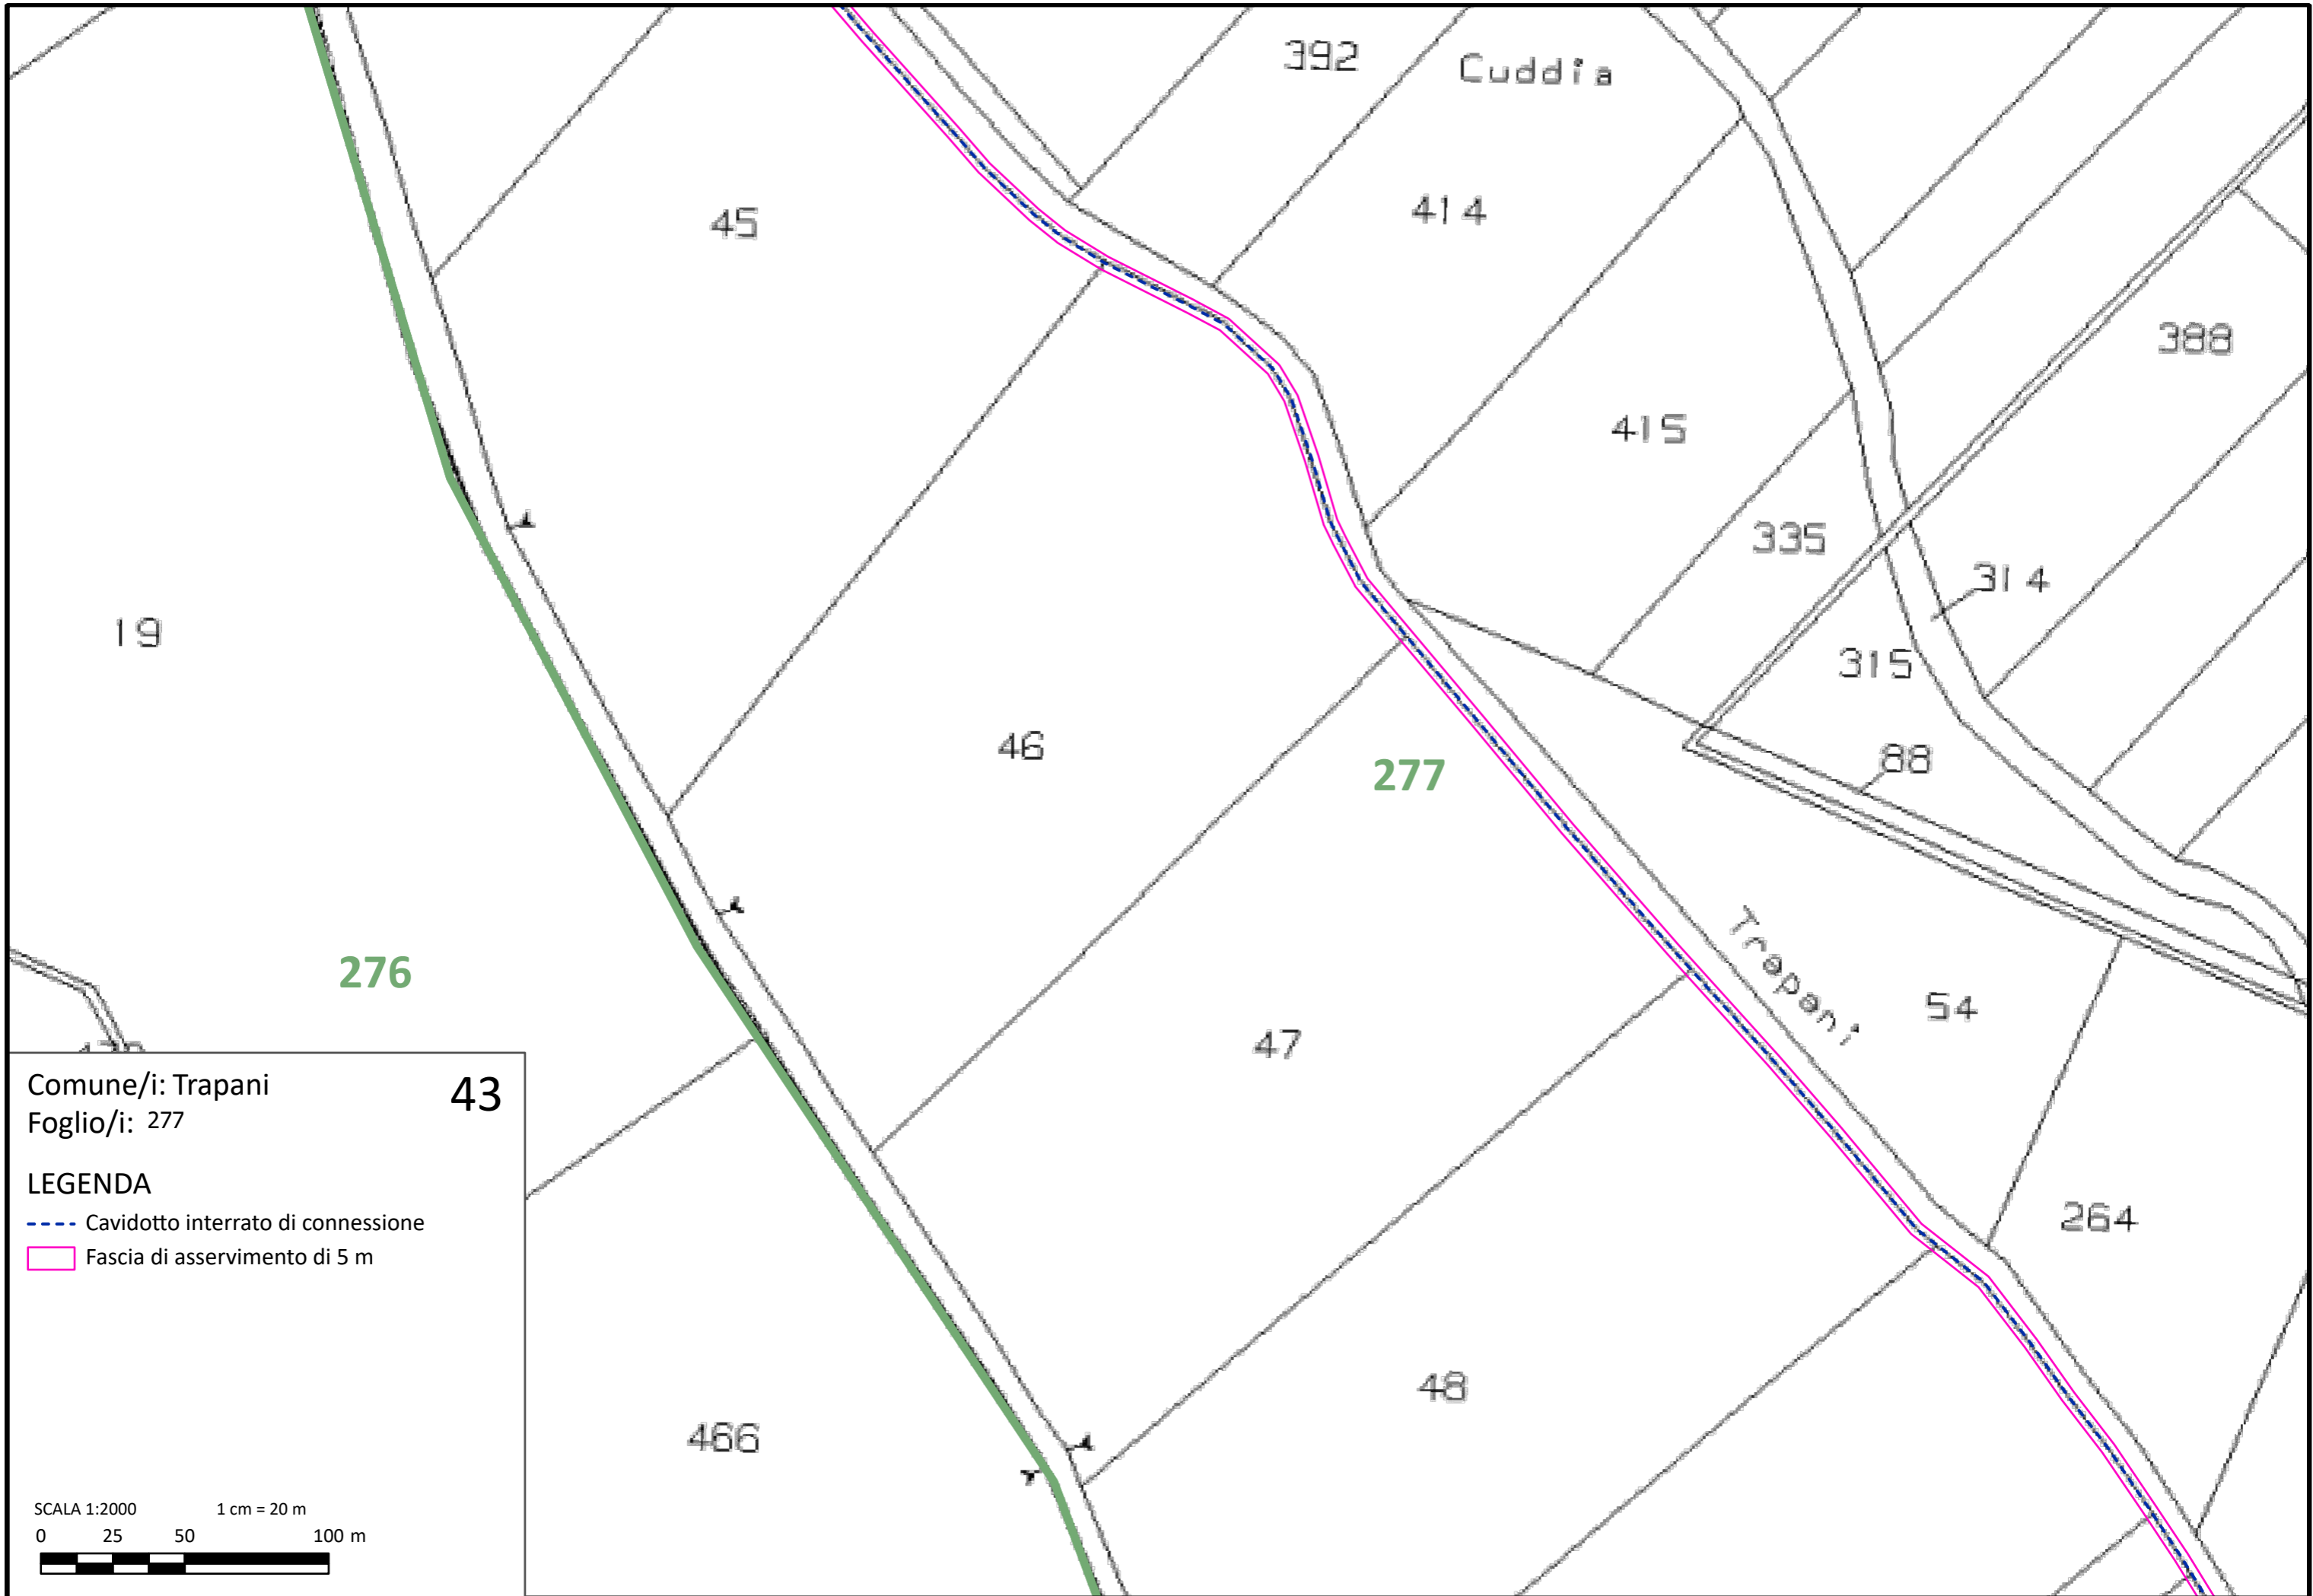 392
Cuddia
45
414
388
415
335
314
19
315
46
88
277
276
Trapani
54
47
Comune/i: Trapani
43
Foglio/i: 277
LEGENDA
Cavidotto interrato di connessione
Fascia di asservimento di 5 m
264
48
466
SCALA 1:2000 1 cm = 20 m
0 25 50 100 m